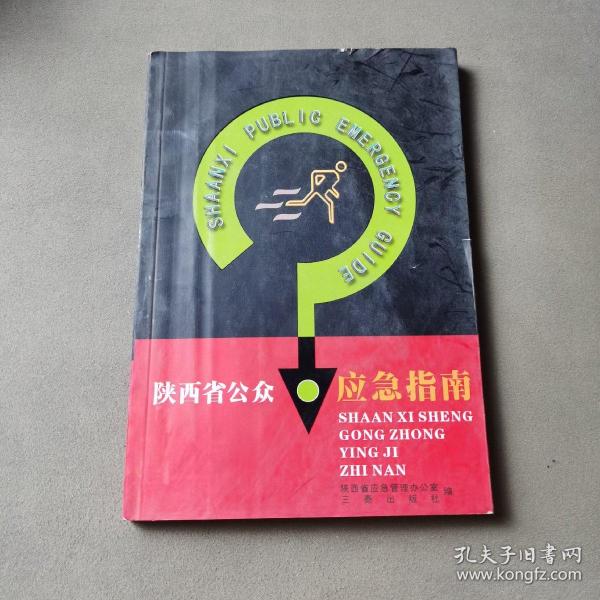 SHAANXI PUBLIC EMERGENCY GUIDE
陕西省公众
应急指南
SHAAN XI SHENG
GONG ZHONG
YING JI
ZHI NAN
陕西省应急管理办公室
三秦出版社
编
孔夫子旧书网
www.kongfz.com